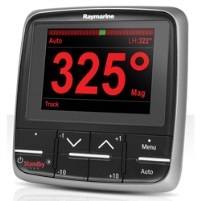 Raymarine
Auto LH:322°
325°
Mag
Track
-1 +1
Menu
StandBy
-10 +10
Auto